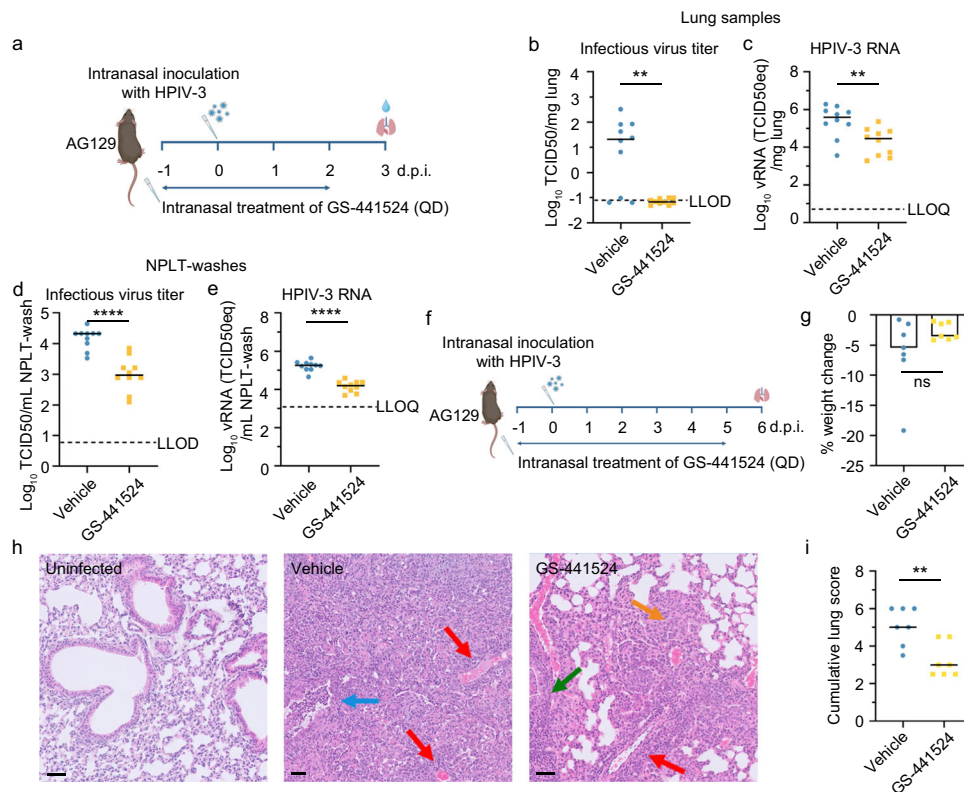 Lung samples
a
Intranasal inoculation
with HPIV-3
AG129
-1 0 1 2 3 d.p.i.
Intranasal treatment of GS-441524 (QD)
b
Infectious virus titer
Log10 TCID50/mg lung
4
3
2
1
0
-1
-2
**
LLOD
Vehicle
GS-441524
c
HPIV-3 RNA
Log10 vRNA (TCID50eq)
/mg lung
8
6
4
2
0
**
LLOQ
Vehicle
GS-441524
NPLT-washes
d
Infectious virus titer
Log10 TCID50/mL NPLT-wash
5
4
3
2
1
0
****
LLOD
Vehicle
GS-441524
e
HPIV-3 RNA
Log10 vRNA (TCID50eq)
/mL NPLT-wash
8
6
4
2
0
****
LLOQ
Vehicle
GS-441524
f
Intranasal inoculation
with HPIV-3
AG129
-1 0 1 2 3 4 5 6 d.p.i.
Intranasal treatment of GS-441524 (QD)
g
% weight change
0
-5
-10
-15
-20
-25
ns
Vehicle
GS-441524
h
Uninfected
Vehicle
GS-441524
i
Cumulative lung score
8
6
4
2
0
**
Vehicle
GS-441524